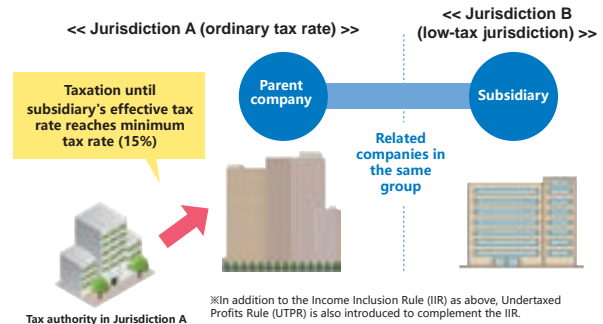 << Jurisdiction A (ordinary tax rate) >>
<< Jurisdiction B
(low-tax jurisdiction) >>
Taxation until
subsidiary's effective tax
rate reaches minimum
tax rate (15%)
Parent
company
Subsidiary
Related
companies in
the same
group
Tax authority in Jurisdiction A
※In addition to the Income Inclusion Rule (IIR) as above, Undertaxed
Profits Rule (UTPR) is also introduced to complement the IIR.